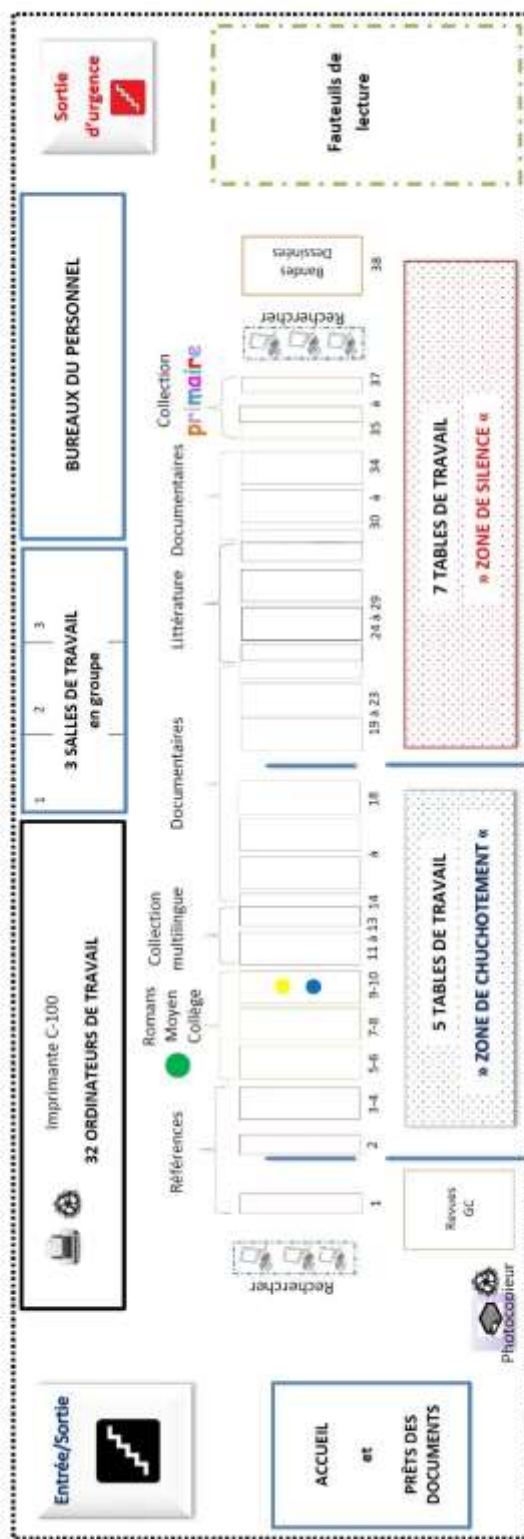 Entrée/Sortie
Imprimante C-100
32 ORDINATEURS DE TRAVAIL
1 2 3
3 SALLES DE TRAVAIL
en groupe
BUREAUX DU PERSONNEL
Sortie
d'urgence
Références
Romans
Moyen
Collège
Collection
multilingue
Documentaires
Littérature
Documentaires
Collection
primaire
Rechercher
Rechercher
Bandes
Dessinées
Fauteuils de
lecture
1
2
3-4
5-6
7-8
9-10
11 à 13
14
à
18
19 à 23
24 à 29
30
à
34
35
à
37
38
ACCUEIL
et
PRÊTS DES
DOCUMENTS
Photocopieur
Revues
GC
5 TABLES DE TRAVAIL
» ZONE DE CHUCHOTEMENT «
7 TABLES DE TRAVAIL
» ZONE DE SILENCE «